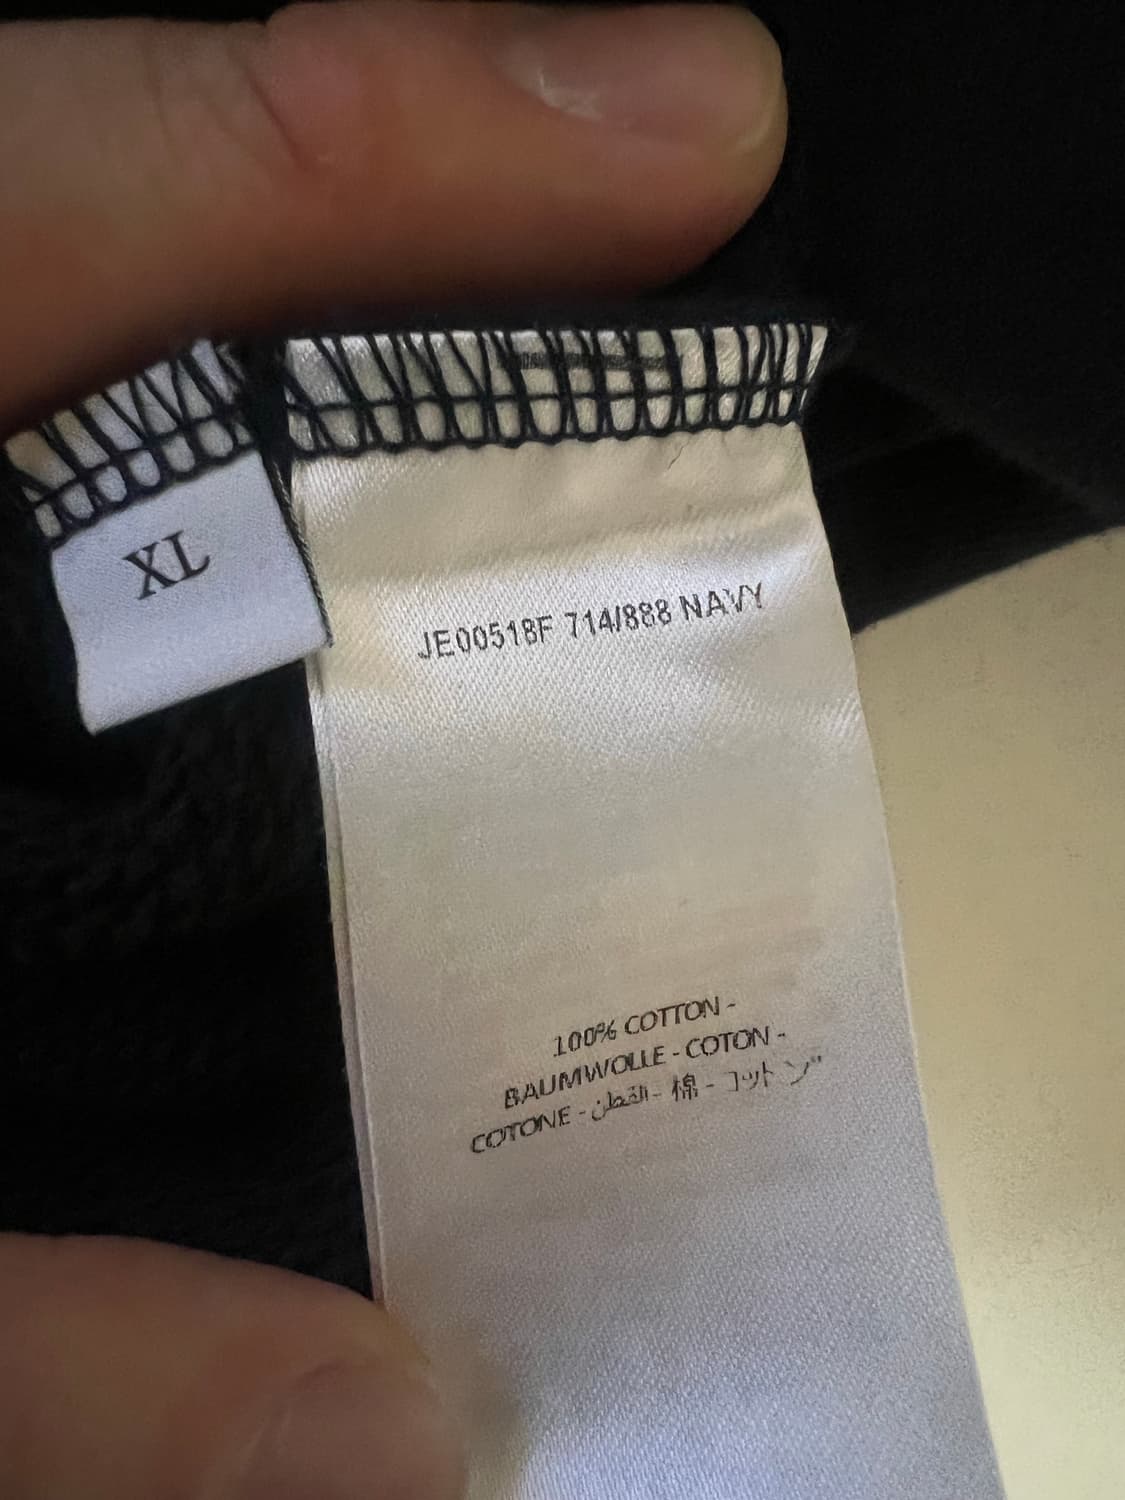 XL
JE00518F 714/888 NAVY
100% COTTON -
BAUMWOLLE - COTON -
COTONE - القطن - 棉 - コットン